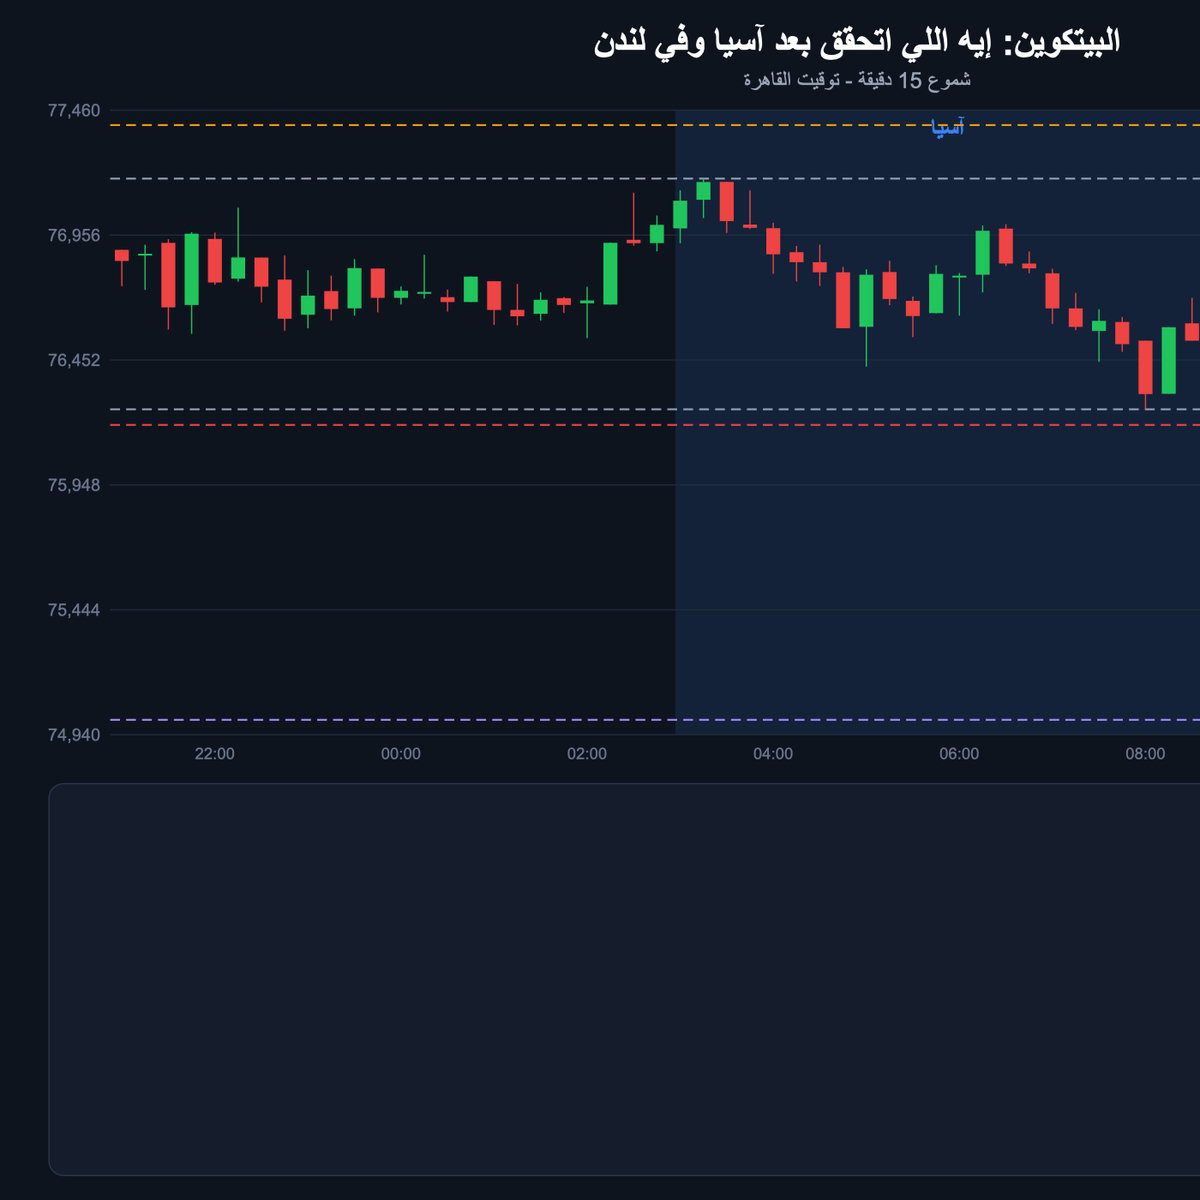 البيتكوين: إيه اللي اتحقق بعد آسيا وفي لندن
شموع 15 دقيقة - توقيت القاهرة
77,460
آسيا
76,956
76,452
75,948
75,444
74,940
22:00 00:00 02:00 04:00 06:00 08:00